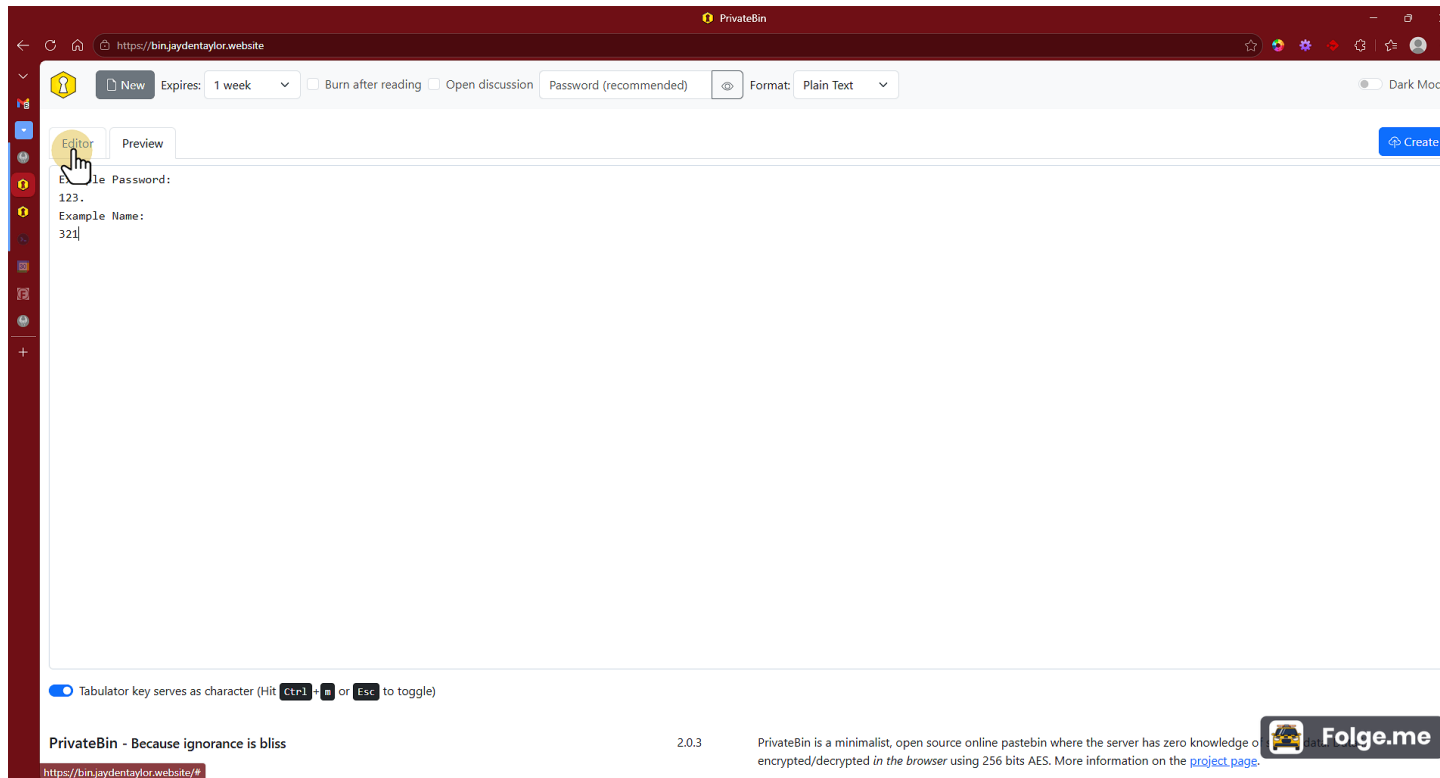 PrivateBin
https://bin.jaydentaylor.website
New Expires: 1 week Burn after reading Open discussion Password (recommended) Format: Plain Text Dark Mod
Editor Preview Create
Password:
123.
Example Name:
321
Tabulator key serves as character (Hit Ctrl + m or Esc to toggle)
PrivateBin - Because ignorance is bliss
2.0.3
PrivateBin is a minimalist, open source online pastebin where the server has zero knowledge of
encrypted/decrypted in the browser using 256 bits AES. More information on the project page.
Folge.me
https://bin.jaydentaylor.website/#